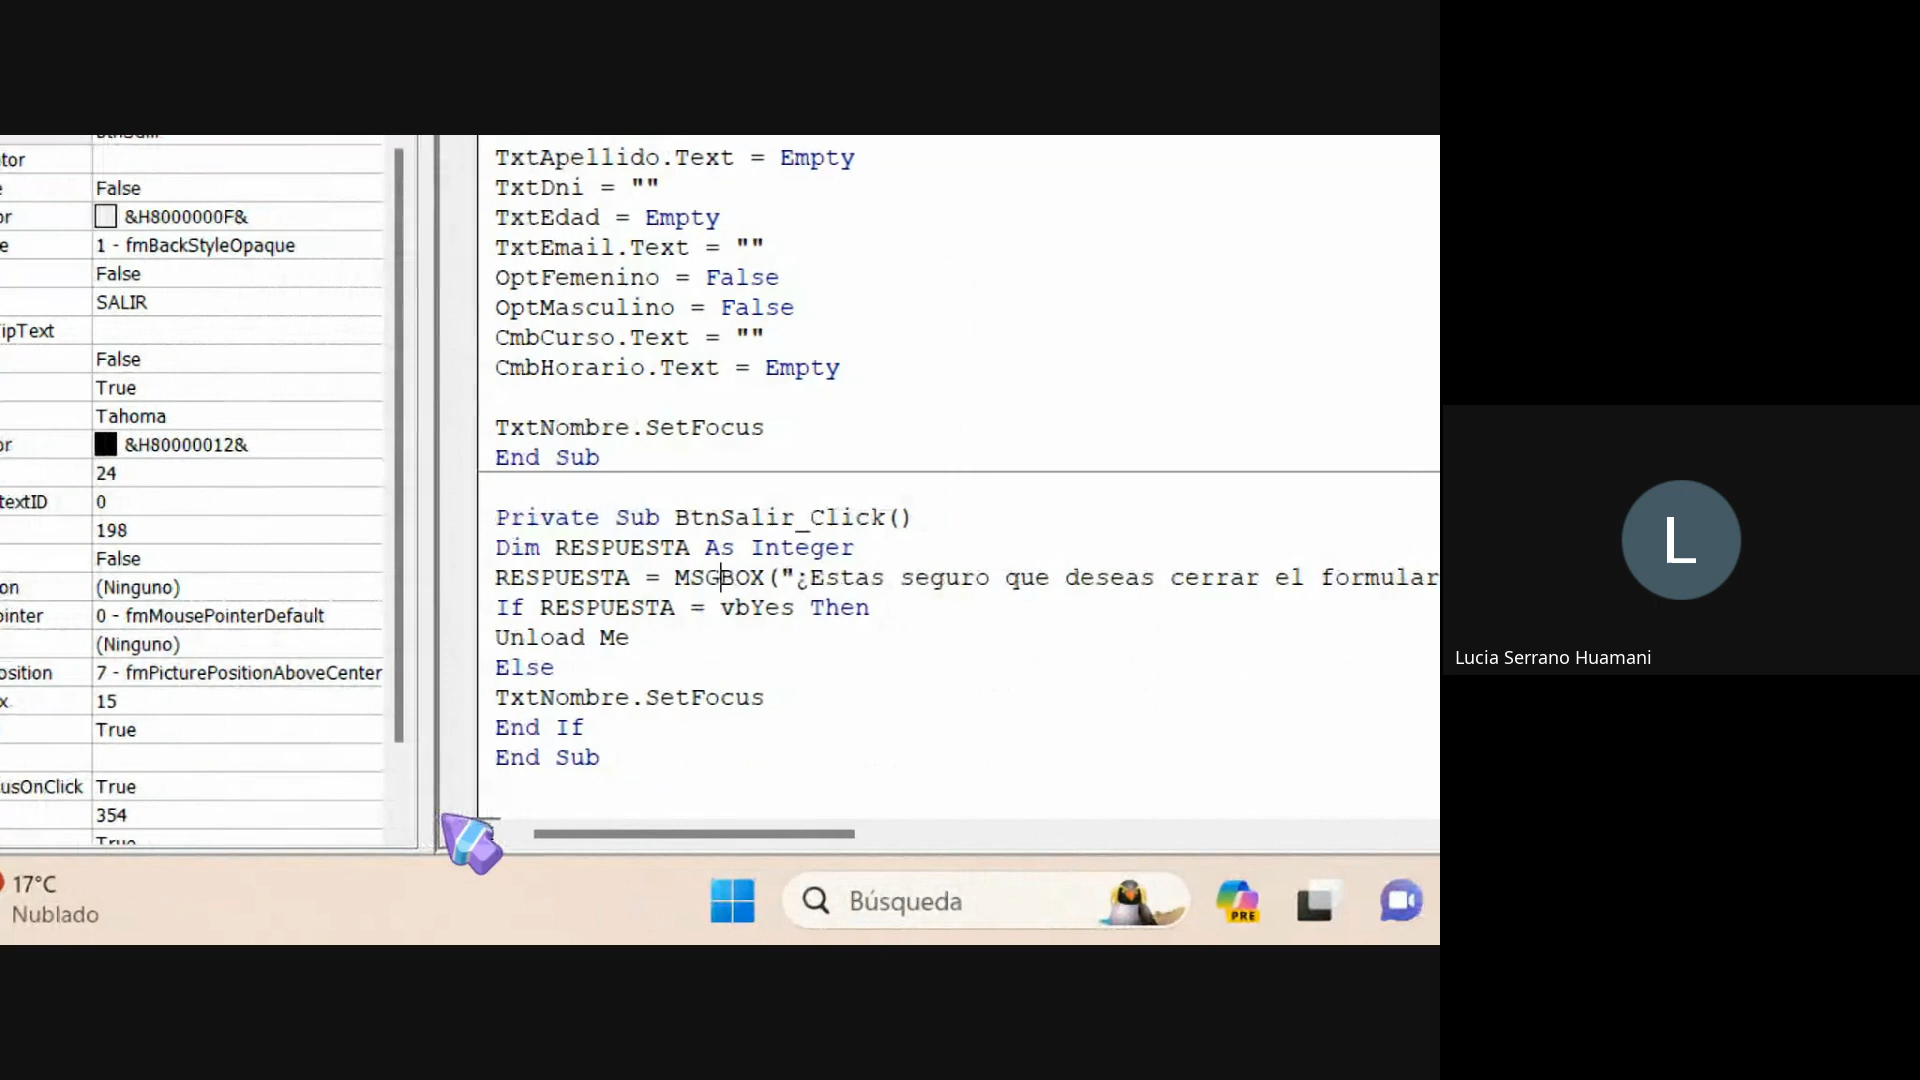 tor
False
or
&H8000000F&
e
1 - fmBackStyleOpaque
False
SALIR
ipText
False
True
Tahoma
or
&H80000012&
24
textID
0
198
False
on
(Ninguno)
ointer
0 - fmMousePointerDefault
(Ninguno)
osition
7 - fmPicturePositionAboveCenter
x
15
True
usOnClick
True
354
True
TxtApellido.Text = Empty
TxtDni = ""
TxtEdad = Empty
TxtEmail.Text = ""
OptFemenino = False
OptMasculino = False
CmbCurso.Text = ""
CmbHorario.Text = Empty
TxtNombre.SetFocus
End Sub
Private Sub BtnSalir_Click()
Dim RESPUESTA As Integer
RESPUESTA = MSGBOX("¿Estas seguro que deseas cerrar el formular
If RESPUESTA = vbYes Then
Unload Me
Else
TxtNombre.SetFocus
End If
End Sub
17°C
Nublado
Búsqueda
PRE
L
Lucia Serrano Huamani